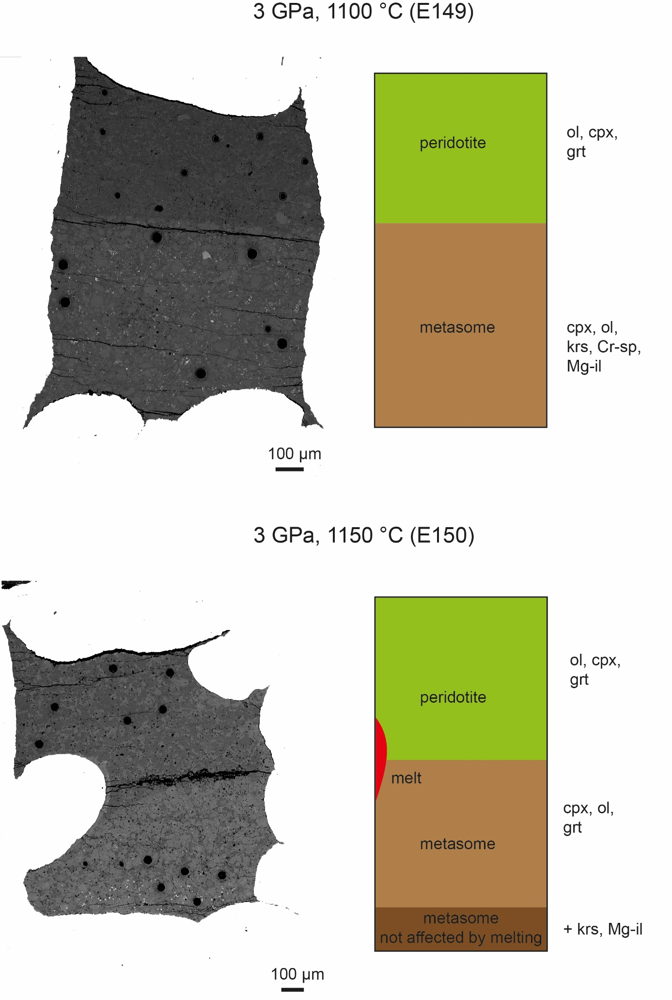 3 GPa, 1100 °C (E149)
peridotite
ol, cpx,
grt
metasome
cpx, ol,
krs, Cr-sp,
Mg-il
100 µm
3 GPa, 1150 °C (E150)
ol, cpx,
grt
peridotite
melt
cpx, ol,
grt
metasome
metasome
not affected by melting
+ krs, Mg-il
100 µm